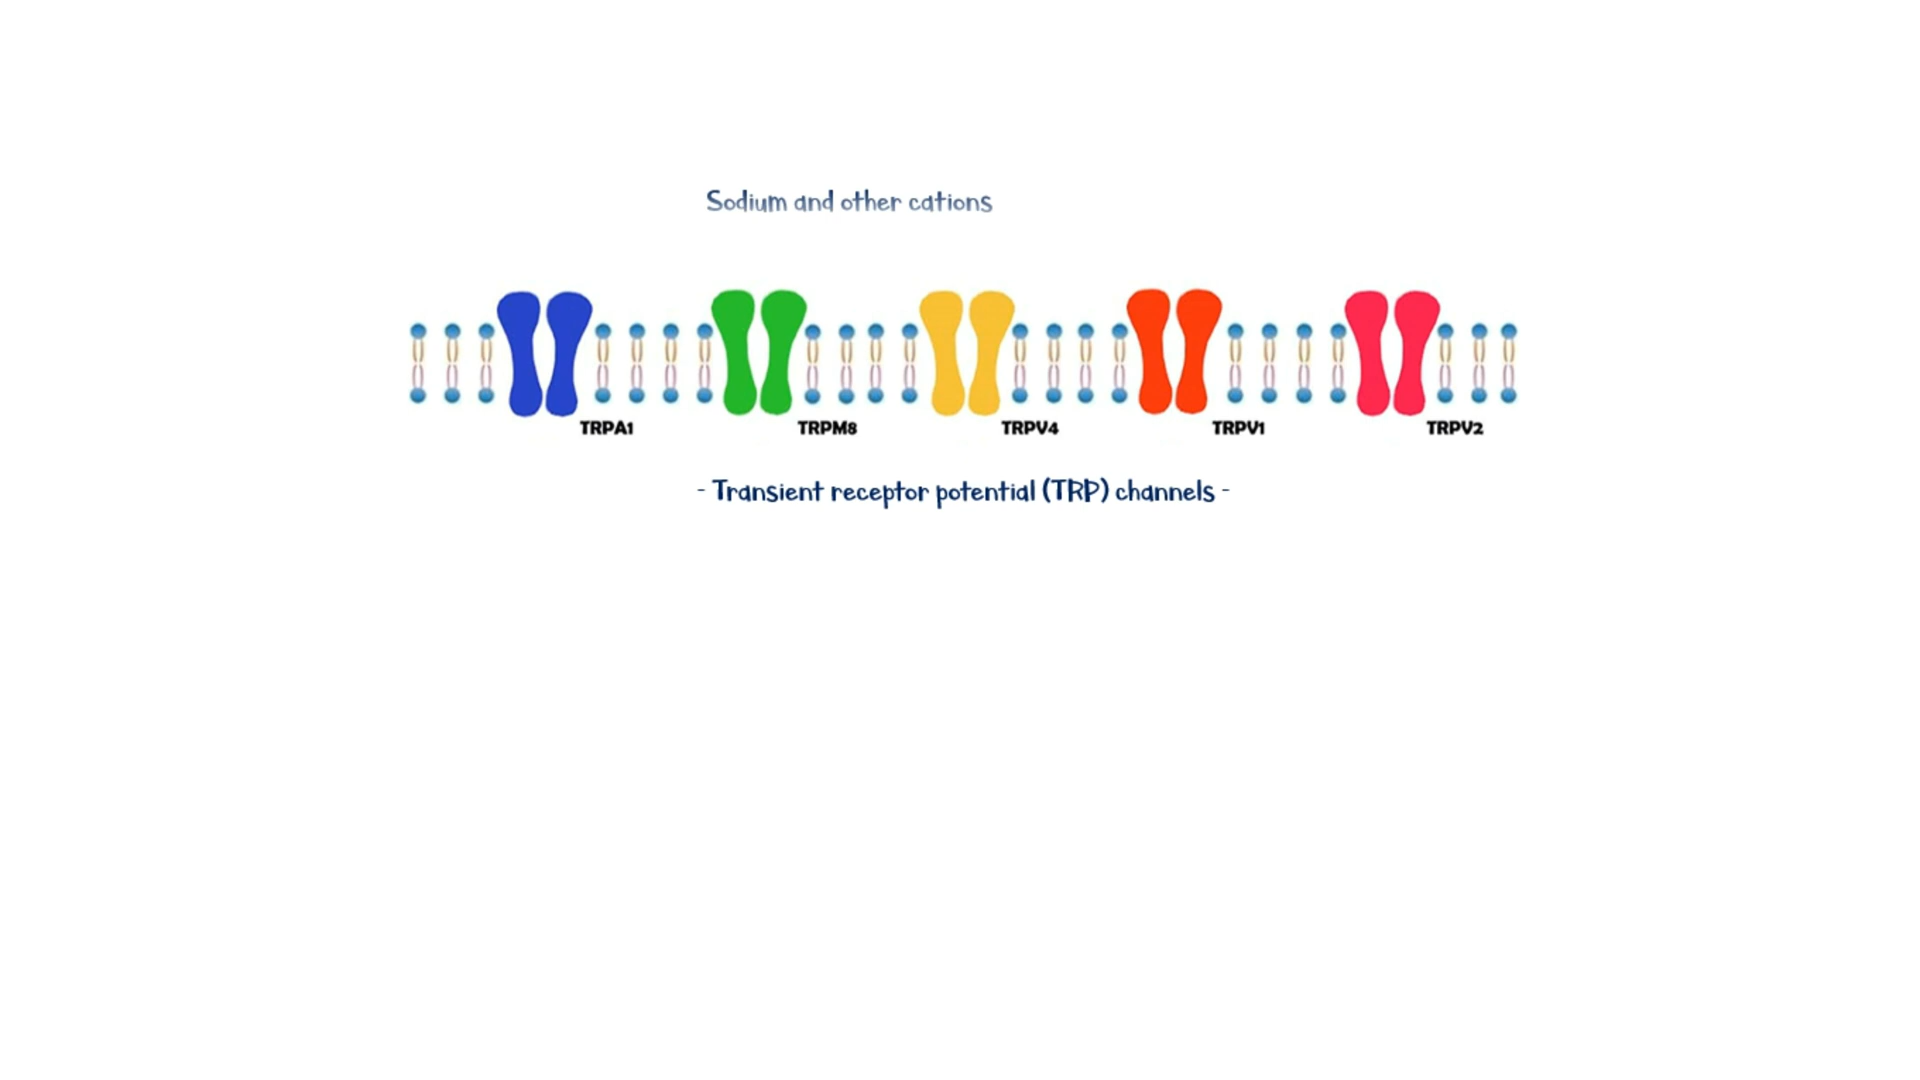 Sodium and other cations
TRPA1 TRPM8 TRPV4 TRPV1 TRPV2
- Transient receptor potential (TRP) channels -